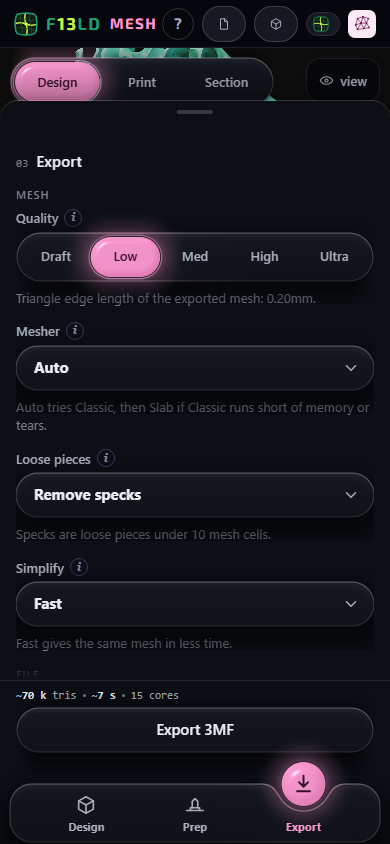 F13LD MESH
?
Design Print Section
view
03 Export
MESH
Quality i
Draft Low Med High Ultra
Triangle edge length of the exported mesh: 0.20mm.
Mesher i
Auto
Auto tries Classic, then Slab if Classic runs short of memory or
tears.
Loose pieces i
Remove specks
Specks are loose pieces under 10 mesh cells.
Simplify i
Fast
Fast gives the same mesh in less time.
FILE
~70 k tris • ~7 s • 15 cores
Export 3MF
Design Prep Export